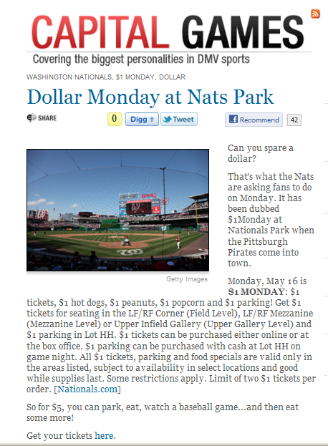 CAPITAL GAMES
Covering the biggest personalities in DMV sports
WASHINGTON NATIONALS, $1 MONDAY, DOLLAR
Dollar Monday at Nats Park
SHARE
0
Digg
Tweet
Recommend
42
Can you spare a
dollar?
That's what the Nats
are asking fans to do
on Monday. It has
been dubbed
$1Monday at
Nationals Park when
the Pittsburgh
Pirates come into
town.
Getty Images
Monday, May 16 is
$1 MONDAY: $1
tickets, $1 hot dogs, $1 peanuts, $1 popcorn and $1 parking! Get $1
tickets for seating in the LF/RF Corner (Field Level), LF/RF Mezzanine
(Mezzanine Level) or Upper Infield Gallery (Upper Gallery Level) and
$1 parking in Lot HH. $1 tickets can be purchased either online or at
the box office. $1 parking can be purchased with cash at Lot HH on
game night. All $1 tickets, parking and food specials are valid only in
the areas listed, subject to availability in select locations and good
while supplies last. Some restrictions apply. Limit of two $1 tickets per
order. [Nationals.com]
So for $5, you can park, eat, watch a baseball game...and then eat
some more!
Get your tickets here.